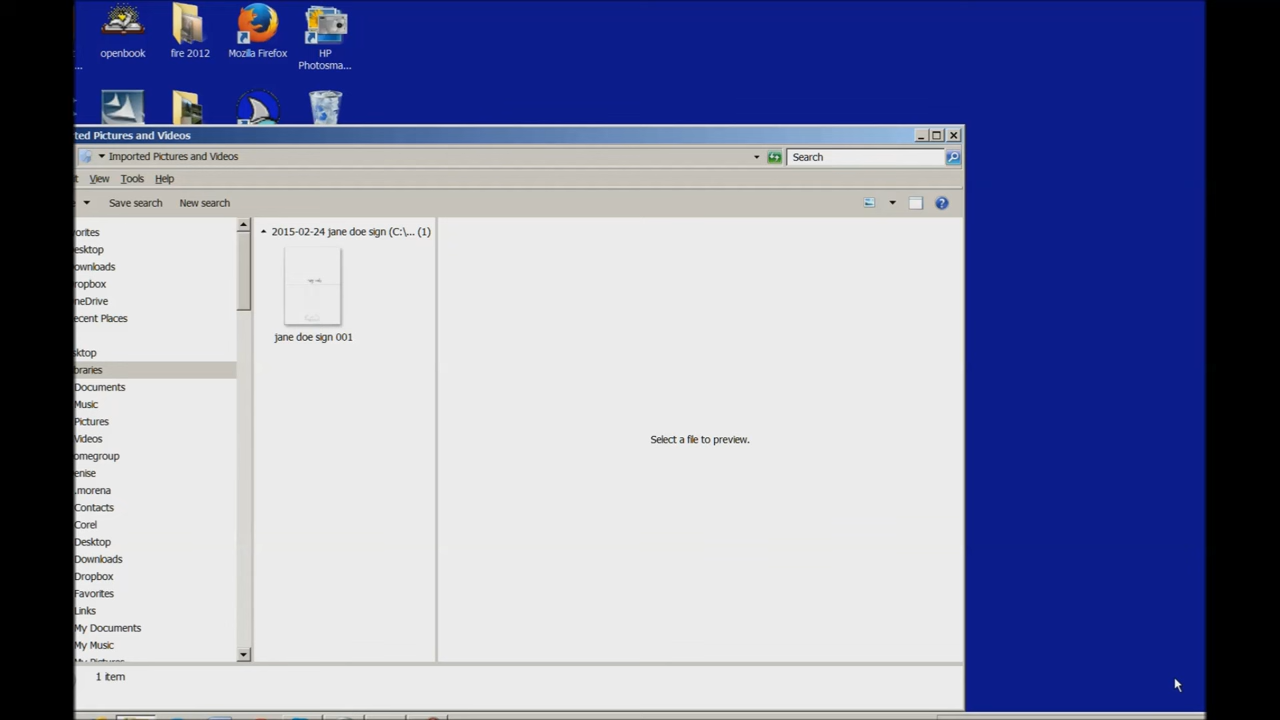 openbook
fire 2012
Mozilla Firefox
HP
Photosma...
ted Pictures and Videos
Imported Pictures and Videos
Search
t View Tools Help
Save search New search
orites
esktop
ownloads
ropbox
neDrive
ecent Places
sktop
braries
Documents
Music
Pictures
Videos
omegroup
enise
.morena
Contacts
Corel
Desktop
Downloads
Dropbox
Favorites
Links
My Documents
My Music
My Pictures
2015-02-24 jane doe sign (C:\... (1)
jane doe sign 001
Select a file to preview.
1 item